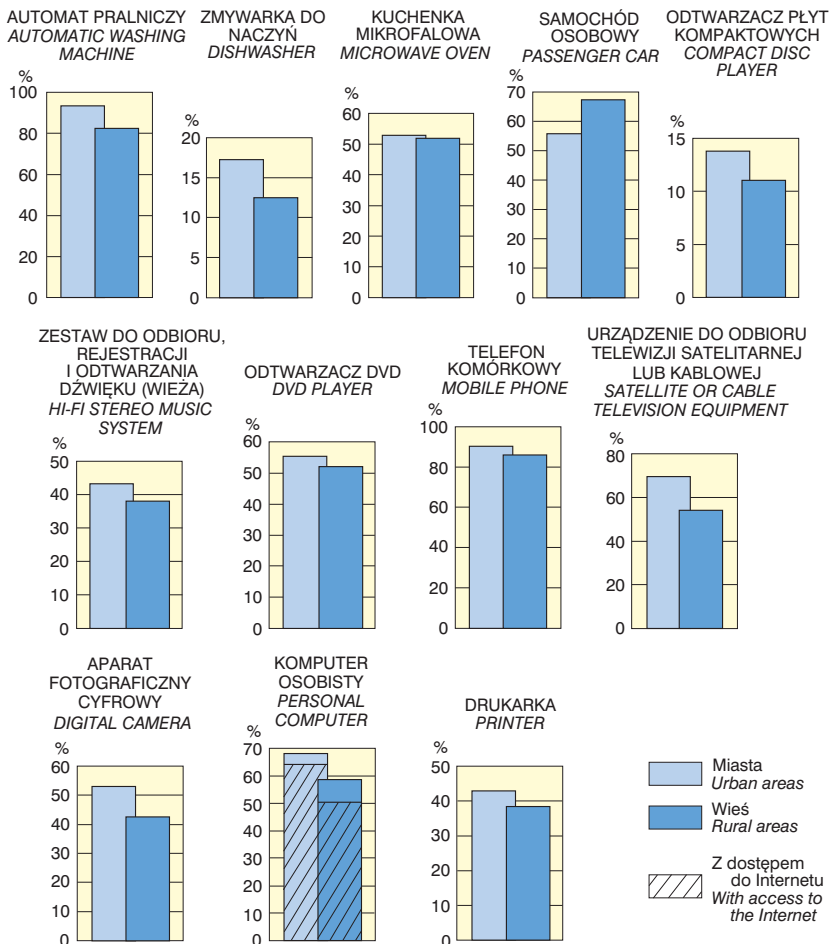 AUTOMAT PRALNICZY
AUTOMATIC WASHING
MACHINE
%
100
80
60
40
20
0
ZMYWARKA DO
NACZYŃ
DISHWASHER
%
20
15
10
5
0
KUCHENKA
MIKROFALOWA
MICROWAVE OVEN
%
60
50
40
30
20
10
0
SAMOCHÓD
OSOBOWY
PASSENGER CAR
%
70
60
50
40
30
20
10
0
ODTWARZACZ PŁYT
KOMPAKTOWYCH
COMPACT DISC
PLAYER
%
15
10
5
0
ZESTAW DO ODBIORU,
REJESTRACJI
I ODTWARZANIA
DŹWIĘKU (WIEŻA)
HI-FI STEREO MUSIC
SYSTEM
%
50
40
30
20
10
0
ODTWARZACZ DVD
DVD PLAYER
%
60
50
40
30
20
10
0
TELEFON
KOMÓRKOWY
MOBILE PHONE
%
100
80
60
40
20
0
URZĄDZENIE DO ODBIORU
TELEWIZJI SATELITARNEJ
LUB KABLOWEJ
SATELLITE OR CABLE
TELEVISION EQUIPMENT
%
80
60
40
20
0
APARAT
FOTOGRAFICZNY
CYFROWY
DIGITAL CAMERA
%
60
50
40
30
20
10
0
KOMPUTER
OSOBISTY
PERSONAL
COMPUTER
%
70
60
50
40
30
20
10
0
DRUKARKA
PRINTER
%
50
40
30
20
10
0
Miasta
Urban areas
Wieś
Rural areas
Z dostępem
do Internetu
With access to
the Internet